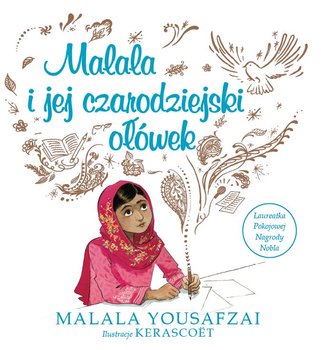 Malala
i jej czarodziejski
ołówek
Laureatka
Pokojowej
Nagrody
Nobla
MALALA YOUSAFZAI
Ilustracje KERASCOËT